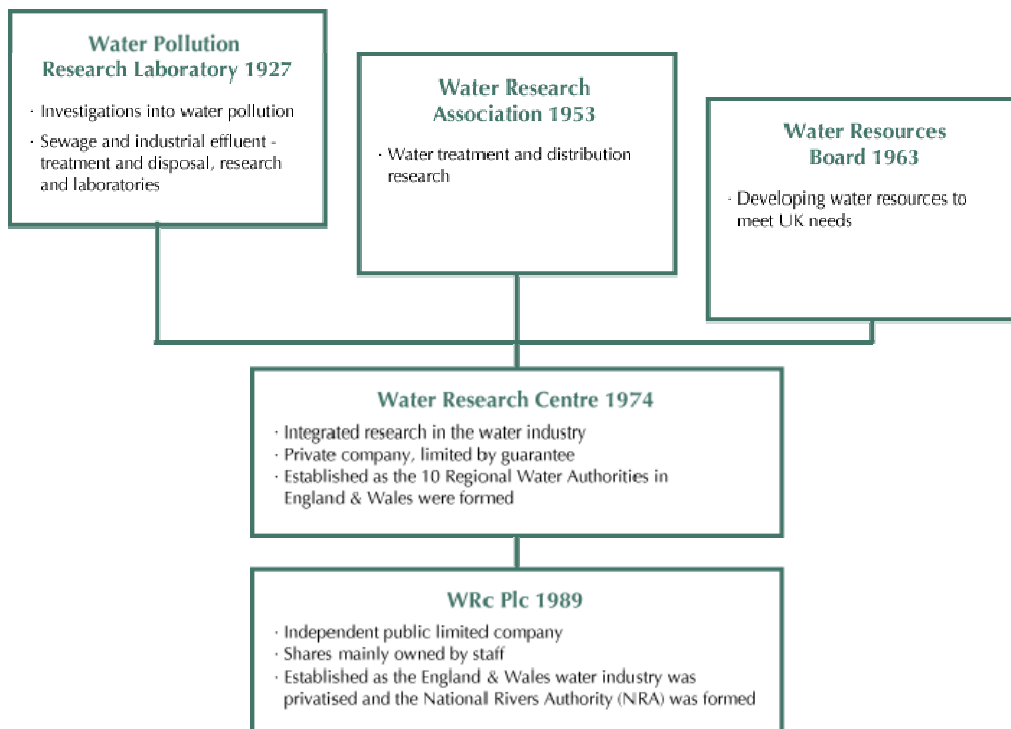 Water Pollution
Research Laboratory 1927
· Investigations into water pollution
· Sewage and industrial effluent -
treatment and disposal, research
and laboratories
Water Research
Association 1953
· Water treatment and distribution
research
Water Resources
Board 1963
· Developing water resources to
meet UK needs
Water Research Centre 1974
· Integrated research in the water industry
· Private company, limited by guarantee
· Established as the 10 Regional Water Authorities in
England & Wales were formed
WRc Plc 1989
· Independent public limited company
· Shares mainly owned by staff
· Established as the England & Wales water industry was
privatised and the National Rivers Authority (NRA) was formed